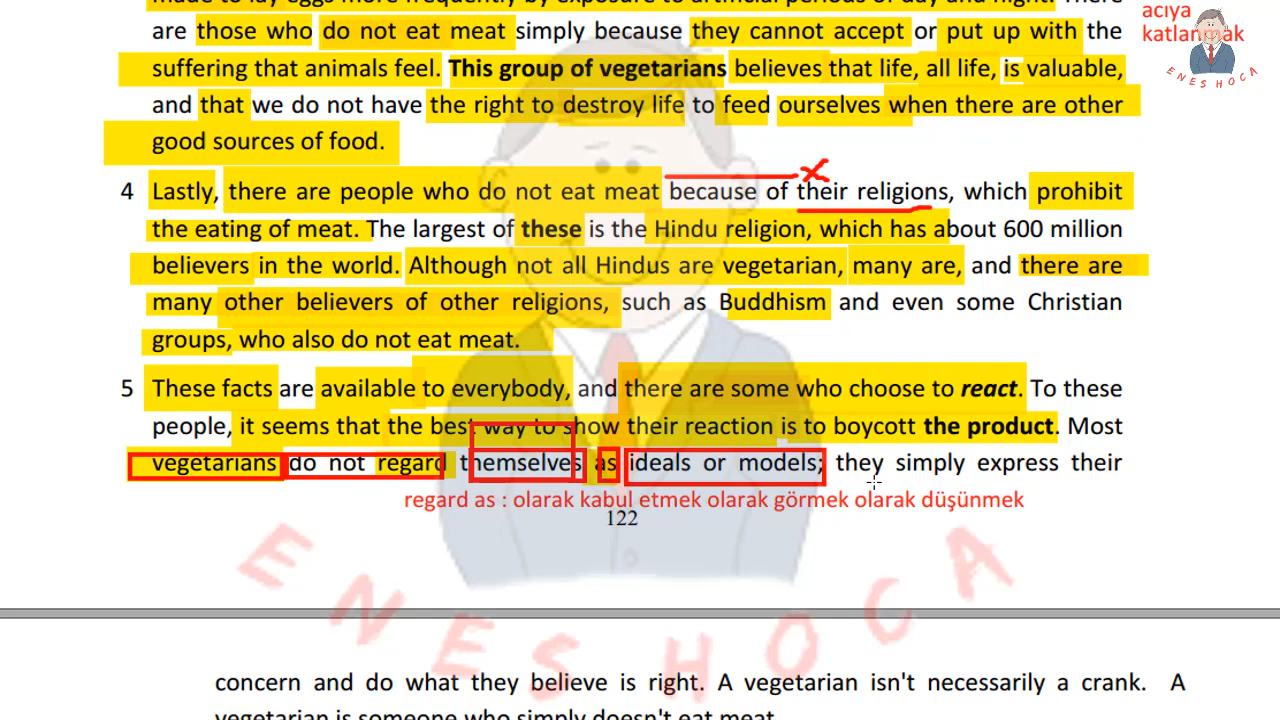 made to lay eggs more frequently by exposure to artificial periods of day and night. There
acıya
katlanmak
are those who do not eat meat simply because they cannot accept or put up with the
suffering that animals feel. This group of vegetarians believes that life, all life, is valuable,
ENES HOCA
and that we do not have the right to destroy life to feed ourselves when there are other
good sources of food.
4 Lastly, there are people who do not eat meat because of their religions, which prohibit
the eating of meat. The largest of these is the Hindu religion, which has about 600 million
believers in the world. Although not all Hindus are vegetarian, many are, and there are
many other believers of other religions, such as Buddhism and even some Christian
groups, who also do not eat meat.
5 These facts are available to everybody, and there are some who choose to react. To these
people, it seems that the best way to show their reaction is to boycott the product. Most
vegetarians do not regard themselves as ideals or models; they simply express their
regard as : olarak kabul etmek olarak görmek olarak düşünmek
122
ENES HOCA
concern and do what they believe is right. A vegetarian isn't necessarily a crank. A
vegetarian is someone who simply doesn't eat meat.